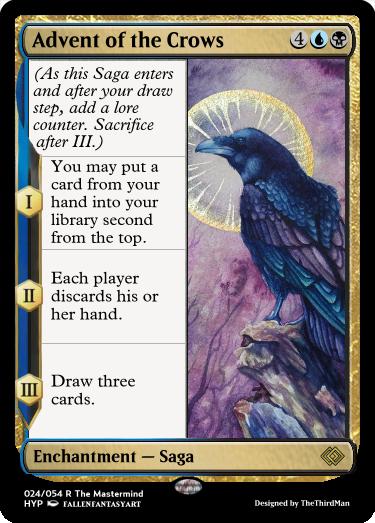 Advent of the Crows 4
(As this Saga enters
and after your draw
step, add a lore
counter. Sacrifice
after III.)
I
You may put a
card from your
hand into your
library second
from the top.
II
Each player
discards his or
her hand.
III
Draw three
cards.
Enchantment — Saga
024/054 R The Mastermind
HYP FALLENFANTASYART
Designed by TheThirdMan